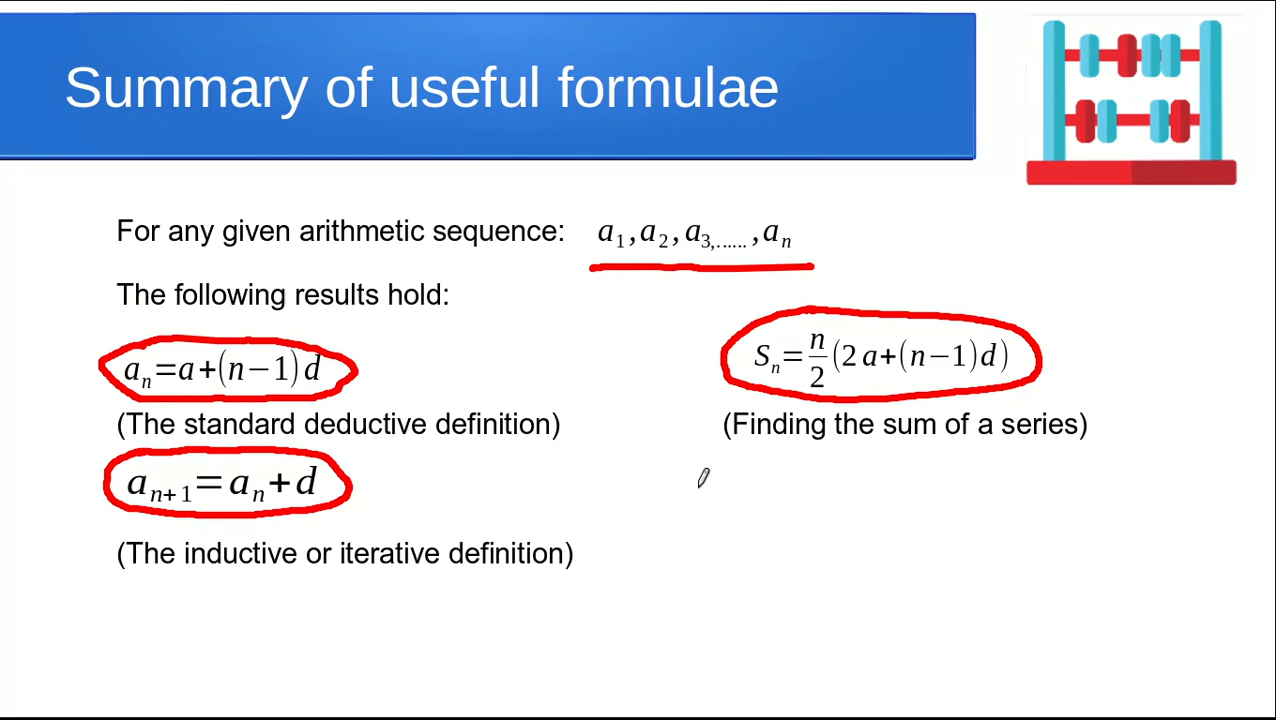 Summary of useful formulae
For any given arithmetic sequence: a₁,a₂,a₃,......,aₙ
The following results hold:
aₙ=a+(n−1)d
(The standard deductive definition)
Sₙ=n/2(2a+(n−1)d)
(Finding the sum of a series)
aₙ₊₁=aₙ+d
(The inductive or iterative definition)